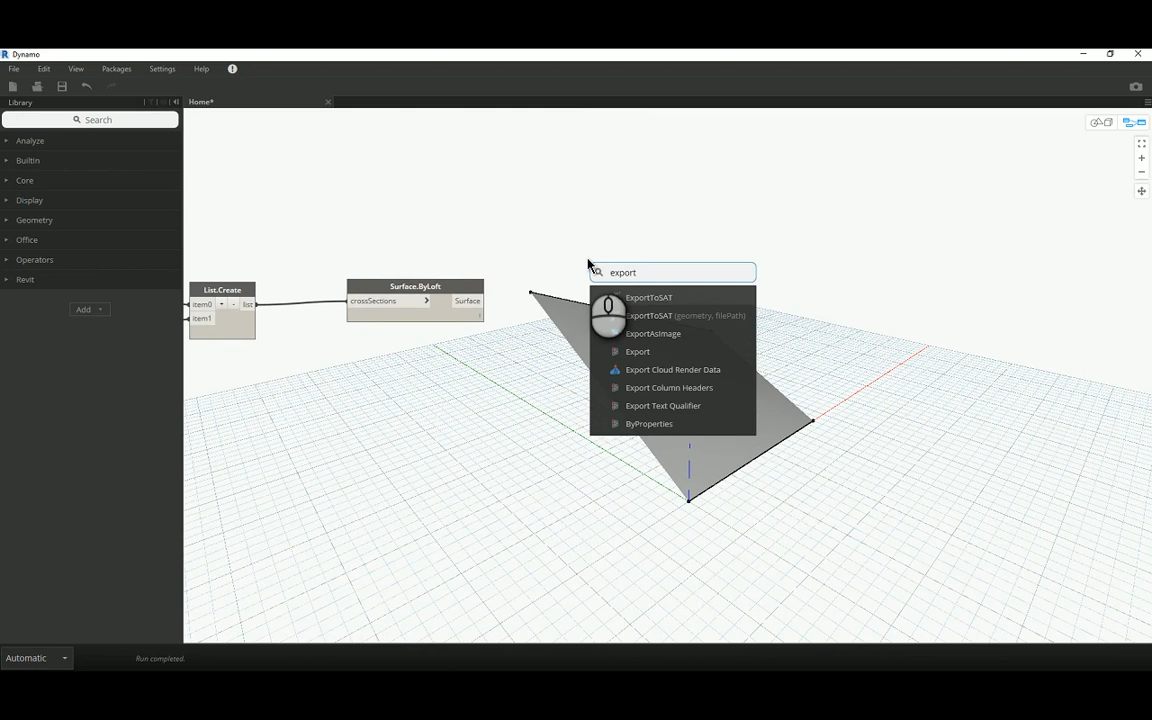 Dynamo
File Edit View Packages Settings Help
Library
Home*
Search
Analyze
BuiltIn
Core
Display
Geometry
Office
Operators
Revit
Add
List.Create
item0 - list
item1
Surface.ByLoft
crossSections Surface
export
ExportToSAT
ExportToSAT (geometry, filePath)
ExportAsImage
Export
Export Cloud Render Data
Export Column Headers
Export Text Qualifier
ByProperties
Automatic
Run completed.